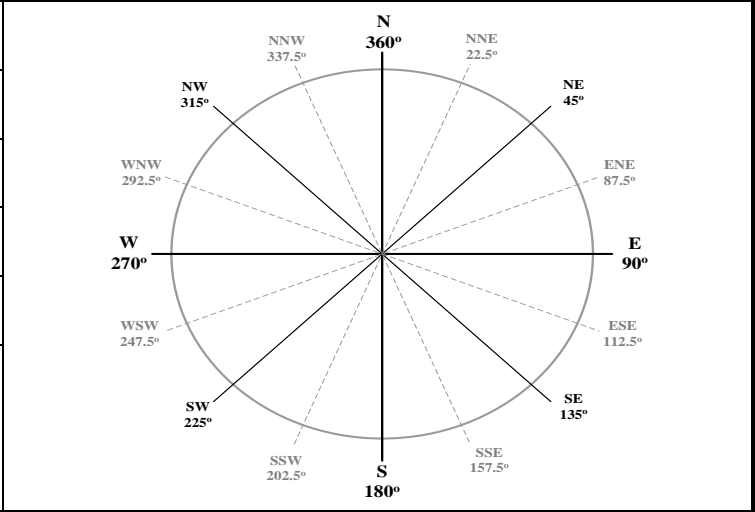 N
360º
NNW
337.5º
NNE
22.5º
NW
315º
NE
45º
WNW
292.5º
ENE
87.5º
W
270º
E
90º
WSW
247.5º
ESE
112.5º
SW
225º
SE
135º
SSW
202.5º
SSE
157.5º
S
180º